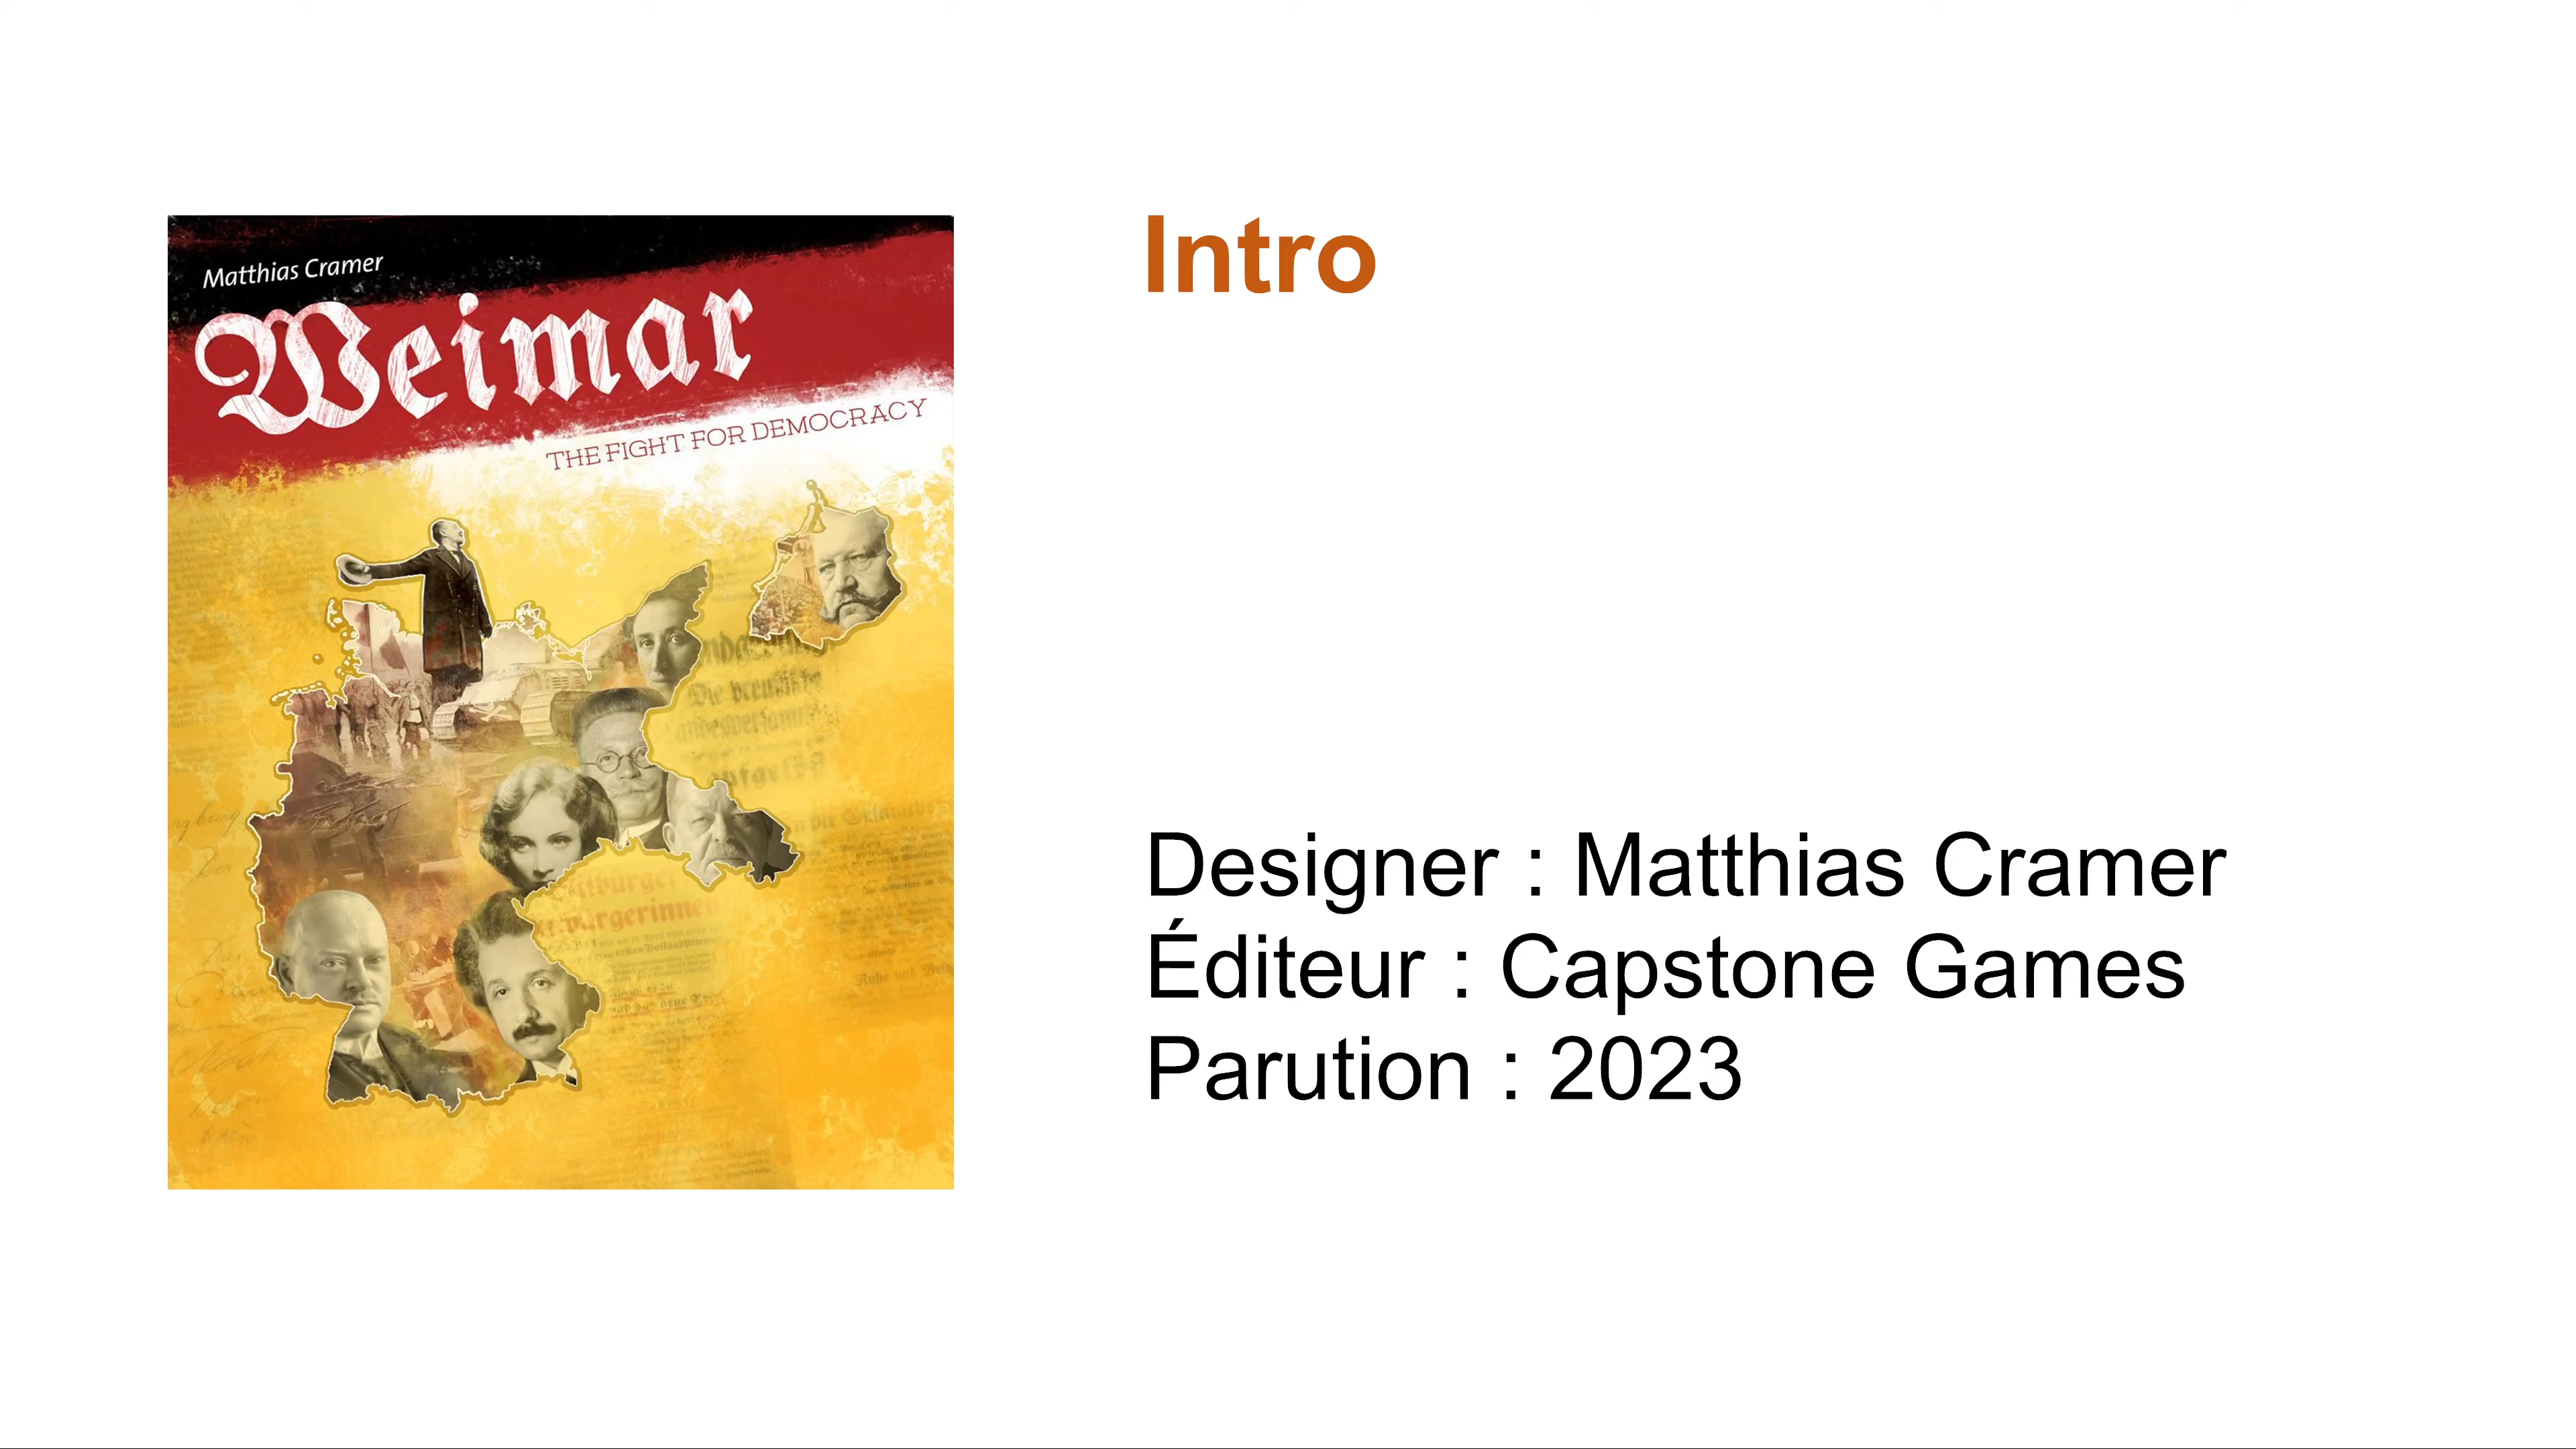 Matthias Cramer
Weimar
THE FIGHT FOR DEMOCRACY
Intro
Designer : Matthias Cramer
Éditeur : Capstone Games
Parution : 2023